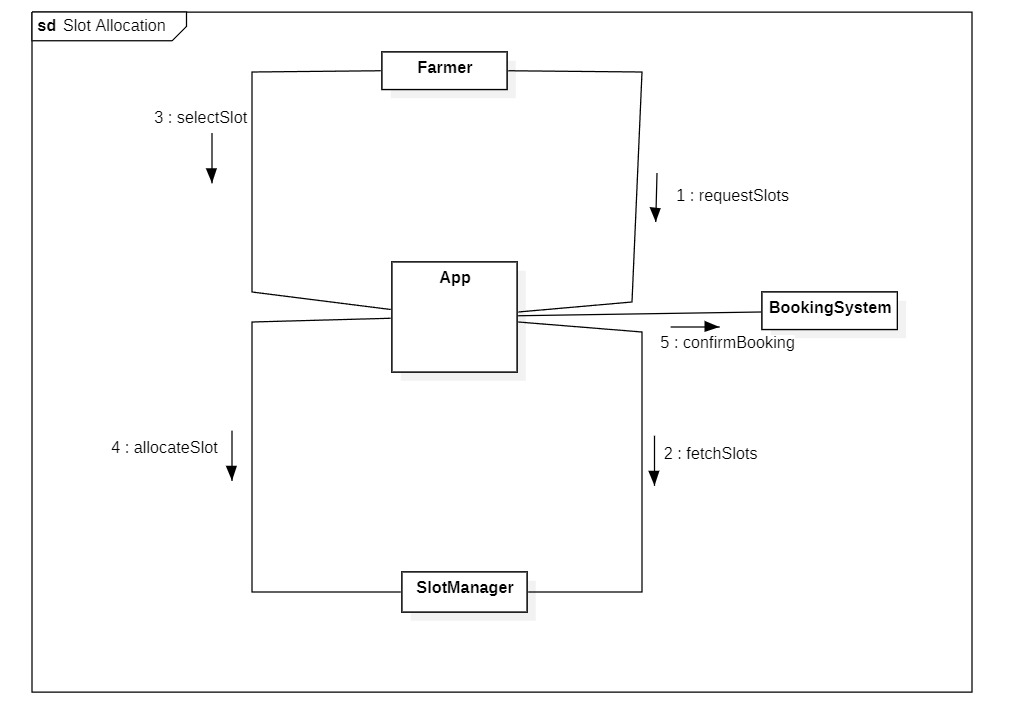 sd Slot Allocation
Farmer
3 : selectSlot
1 : requestSlots
App
BookingSystem
5 : confirmBooking
4 : allocateSlot
2 : fetchSlots
SlotManager